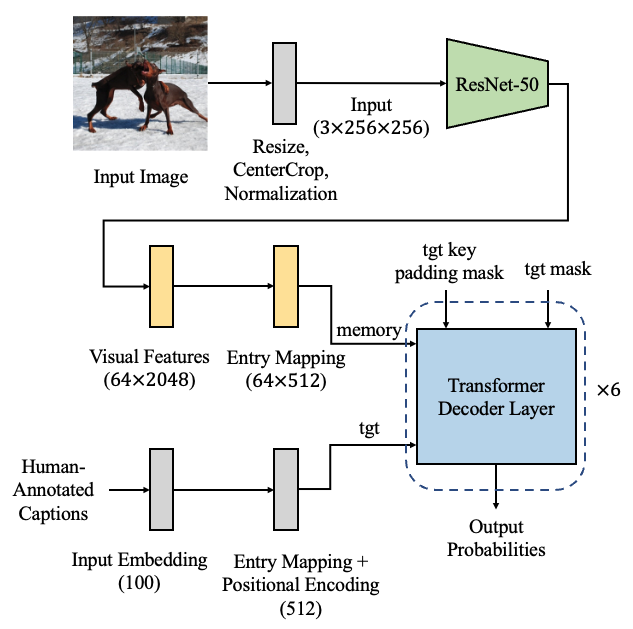 ResNet-50
Input
(3×256×256)
Input Image
Resize,
CenterCrop,
Normalization
tgt key
padding mask
tgt mask
Visual Features
(64×2048)
Entry Mapping
(64×512)
memory
Transformer
Decoder Layer
×6
tgt
Human-
Annotated
Captions
Input Embedding
(100)
Entry Mapping +
Positional Encoding
(512)
Output
Probabilities